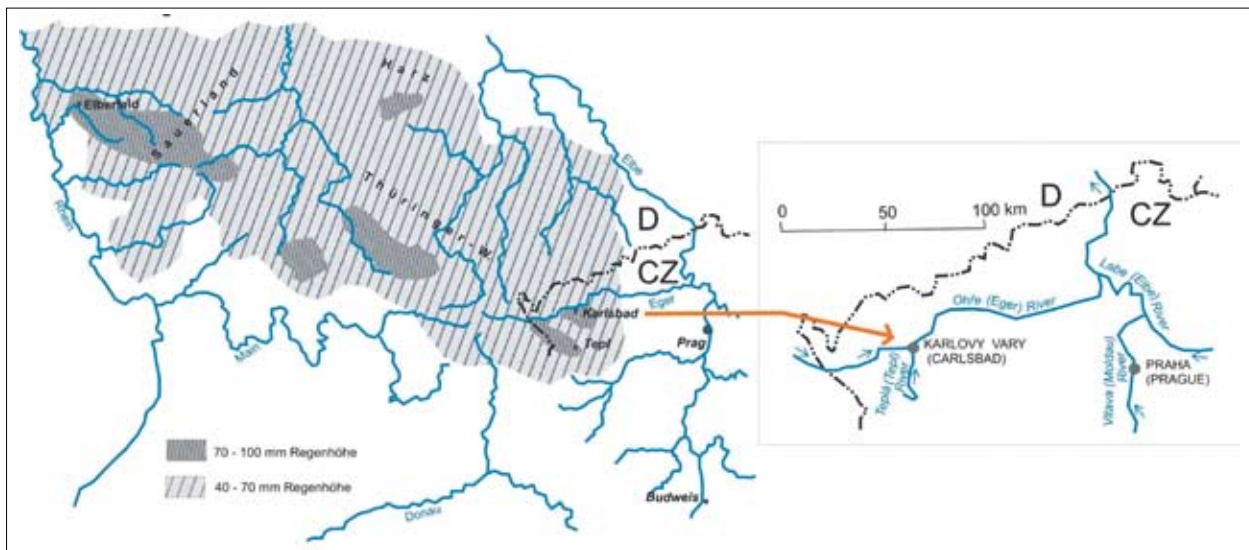 Harz
Sauerland
Elberfeld
Thüringer-W.
Rhein
Elbe
D
CZ
Eger
Karlsbad
Tepl
Prag
Main
Donau
Budweis
70 - 100 mm Regenhöhe
40 - 70 mm Regenhöhe
0 50 100 km
D
CZ
Labe (Elbe)
River
Ohře (Eger) River
KARLOVY VARY
(CARLSBAD)
Teplá (Tepl)
River
Vltava (Moldau)
River
PRAHA
(PRAGUE)